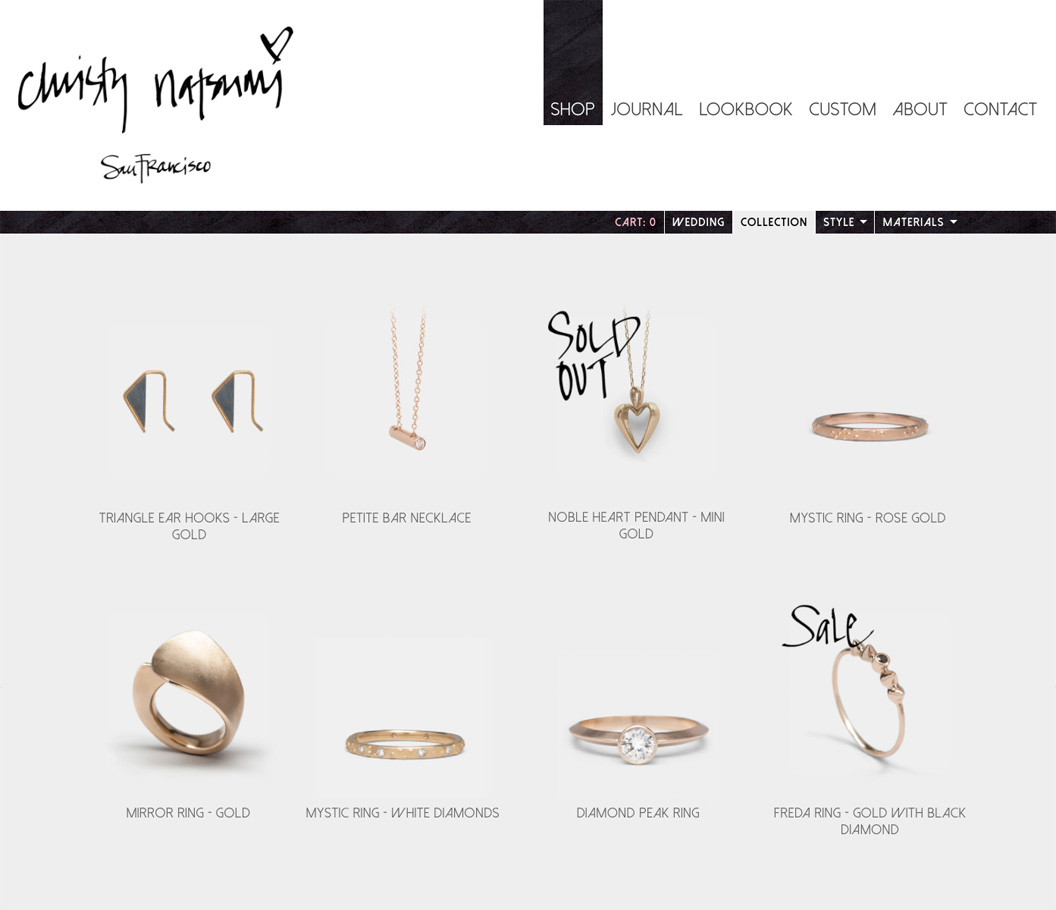 christy natsumi
San Francisco
SHOP JOURNAL LOOKBOOK CUSTOM ABOUT CONTACT
CART: 0 WEDDING COLLECTION STYLE MATERIALS
SOLD
OUT
TRIANGLE EAR HOOKS - LARGE
GOLD
PETITE BAR NECKLACE
NOBLE HEART PENDANT - MINI
GOLD
MYSTIC RING - ROSE GOLD
Sale
MIRROR RING - GOLD
MYSTIC RING - WHITE DIAMONDS
DIAMOND PEAK RING
FREDA RING - GOLD WITH BLACK
DIAMOND